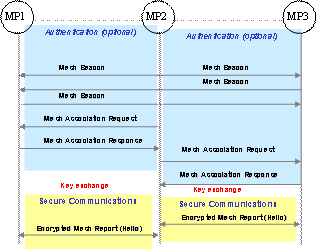 MP1 MP2 MP3
Authentication (optional) Authentication (optional)
Mesh Beacon Mesh Beacon
Mesh Beacon
Mesh Beacon
Mesh Association Request
Mesh Association Response
Mesh Association Request
Mesh Association Response
Key exchange
Key exchange
Secure Communications Secure Communications
Encrypted Mesh Report (Hello)
Encrypted Mesh Report (Hello)